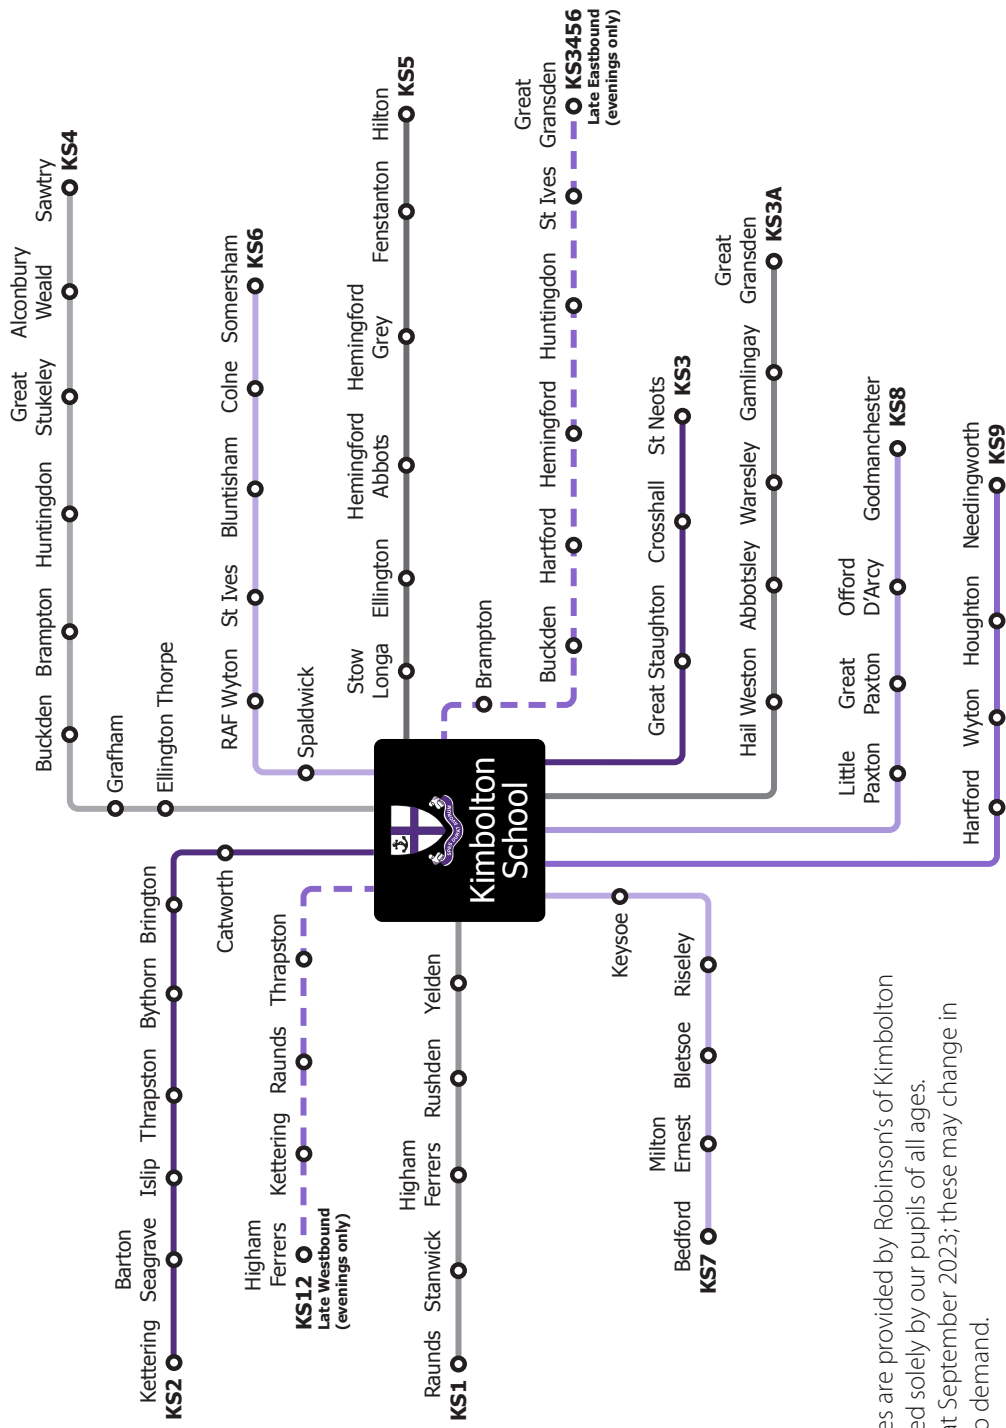 Great
Stukeley
Alconbury
Weald
Buckden
Brampton
Huntingdon
Sawtry
KS4
Grafham
Ellington Thorpe
Barton
Kettering
Seagrave
Islip
Thrapston
Bythorn
Brington
KS2
Catworth
RAF Wyton
St Ives
Bluntisham
Colne
Somersham
KS6
Spaldwick
Higham
Ferrers
Kettering
Raunds
Thrapston
KS12
Late Westbound
(evenings only)
Stow
Longa
Ellington
Hemingford
Abbots
Hemingford
Grey
Fenstanton
Hilton
KS5
Raunds
Stanwick
Higham
Ferrers
Rushden
Yelden
KS1
Kimbolton
School
Brampton
Buckden
Hartford
Hemingford
Huntingdon
St Ives
Great
Gransden
KS3456
Late Eastbound
(evenings only)
Keysoe
Great Staughton
Crosshall
St Neots
KS3
Bedford
Milton
Ernest
Bletsoe
Riseley
KS7
Hail Weston
Abbotsley
Waresley
Gamlingay
Great
Gransden
KS3A
Little
Paxton
Great
Paxton
Offord
D'Arcy
Godmanchester
KS8
Hartford
Wyton
Houghton
Needingworth
KS9
es are provided by Robinson's of Kimbolton
ed solely by our pupils of all ages.
at September 2023; these may change in
o demand.